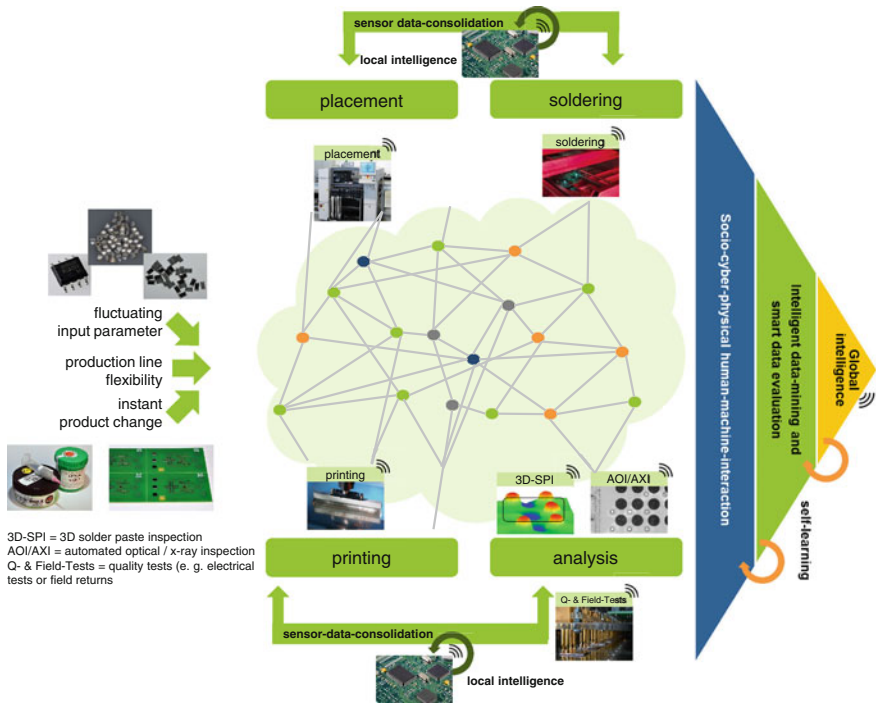 sensor data-consolidation
local intelligence
placement
soldering
placement
soldering
fluctuating
input parameter
production line
flexibility
instant
product change
Socio-cyber-physical human-machine-interaction
Intelligent data-mining and
smart data evaluation
Global
intelligence
self-learning
printing
3D-SPI
AOI/AXI
3D-SPI = 3D solder paste inspection
AOI/AXI = automated optical / x-ray inspection
Q- & Field-Tests = quality tests (e. g. electrical
tests or field returns
printing
analysis
Q- & Field-Tests
sensor-data-consolidation
local intelligence